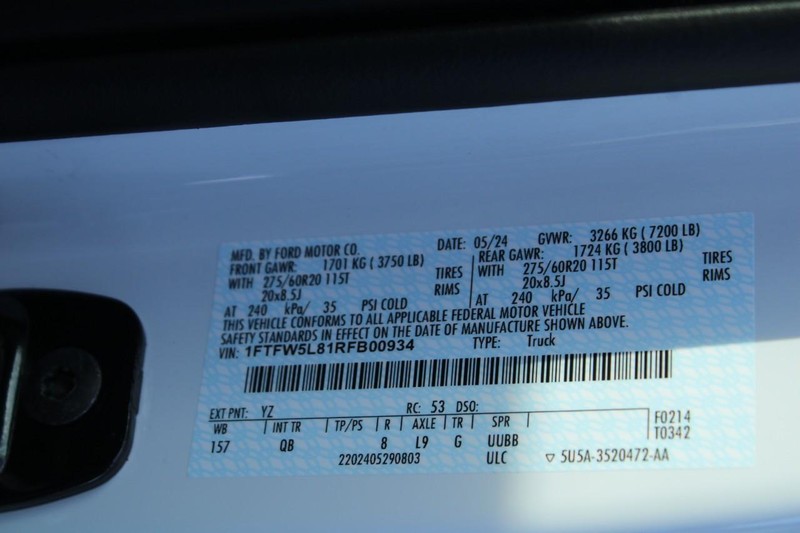 MFD. BY FORD MOTOR CO. DATE: 05/24 GVWR: 3266 KG ( 7200 LB)
FRONT GAWR: 1701 KG ( 3750 LB) REAR GAWR: 1724 KG ( 3800 LB)
WITH 275/60R20 115T TIRES WITH 275/60R20 115T TIRES
20x8.5J RIMS 20x8.5J RIMS
AT 240 kPa/ 35 PSI COLD AT 240 kPa/ 35 PSI COLD
THIS VEHICLE CONFORMS TO ALL APPLICABLE FEDERAL MOTOR VEHICLE
SAFETY STANDARDS IN EFFECT ON THE DATE OF MANUFACTURE SHOWN ABOVE.
VIN: 1FTFW5L81RFB00934 TYPE: Truck
EXT PNT: YZ RC: 53 DSO:
WB INT TR TP/PS R AXLE TR SPR F0214
157 QB 8 L9 G UUBB T0342
2202405290803 ULC ▽ 5U5A-3520472-AA